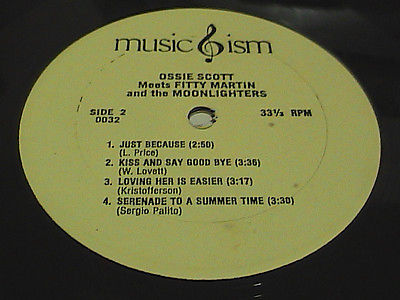 music ism
OSSIE SCOTT
Meets FITTY MARTIN
and the MOONLIGHTERS
SIDE 2 33⅓ RPM
0032
1. JUST BECAUSE (2:50)
(L. Price)
2. KISS AND SAY GOOD BYE (3:36)
(W. Lovett)
3. LOVING HER IS EASIER (3:17)
(Kristofferson)
4. SERENADE TO A SUMMER TIME (3:30)
(Sergio Palito)